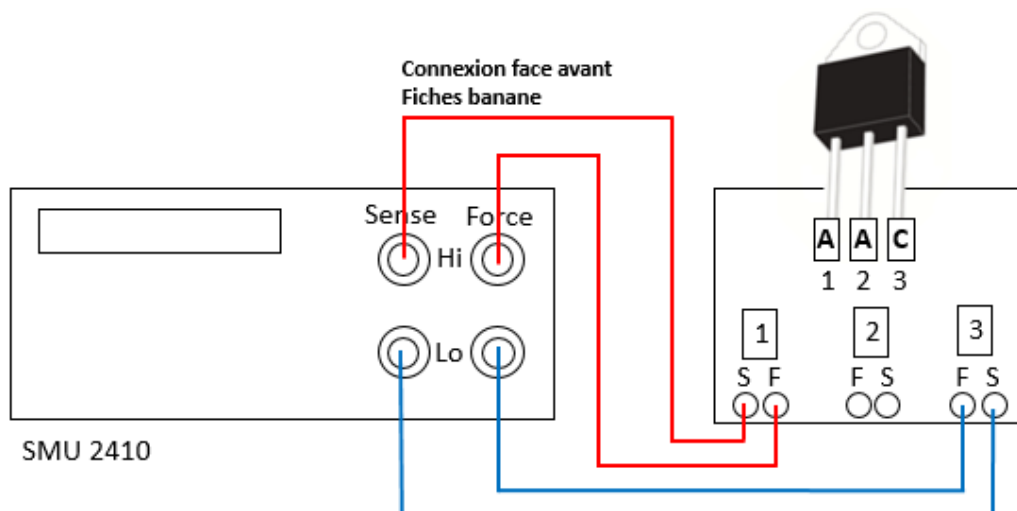 Connexion face avant
Fiches banane
Sense Force
Hi
Lo
SMU 2410
A A C
1 2 3
1 2 3
S F F S F S